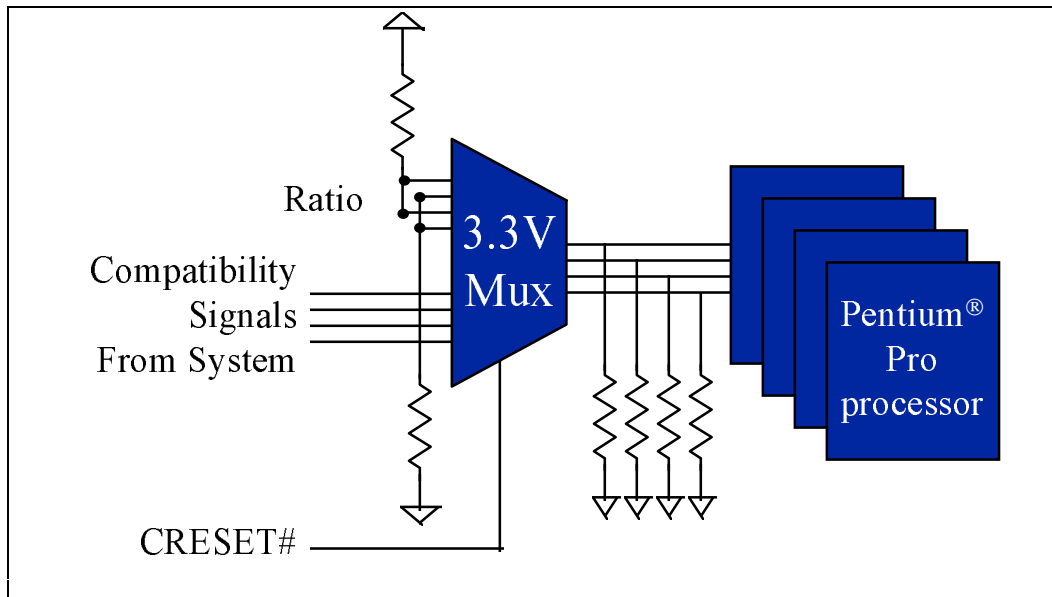 Ratio
3.3V
Mux
Compatibility
Signals
From System
Pentium®
Pro
processor
CRESET#